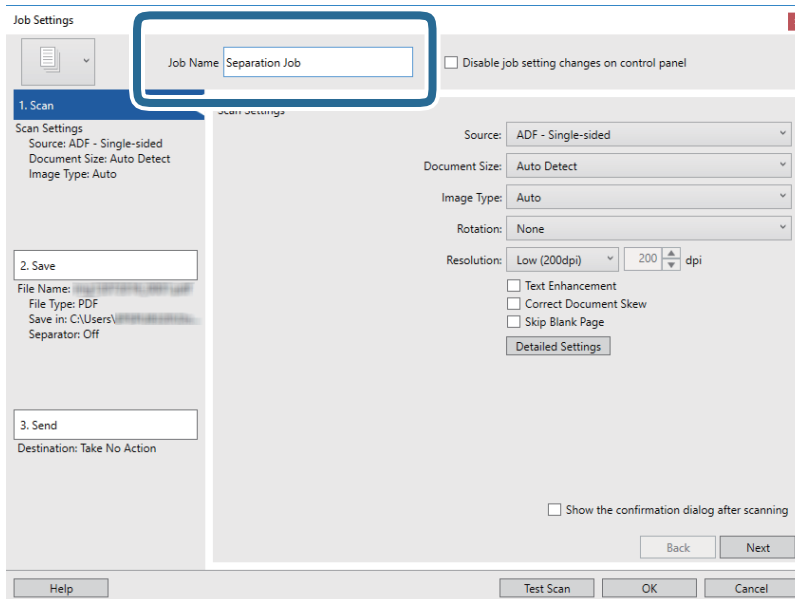 Job Settings
Job Name Separation Job
Disable job setting changes on control panel
1. Scan
Scan Settings
Source: ADF - Single-sided
Document Size: Auto Detect
Image Type: Auto
2. Save
File Name:
File Type: PDF
Save in: C:\Users\
Separator: Off
3. Send
Destination: Take No Action
Scan Settings
Source: ADF - Single-sided
Document Size: Auto Detect
Image Type: Auto
Rotation: None
Resolution: Low (200dpi) 200 dpi
Text Enhancement
Correct Document Skew
Skip Blank Page
Detailed Settings
Show the confirmation dialog after scanning
Back Next
Help Test Scan OK Cancel